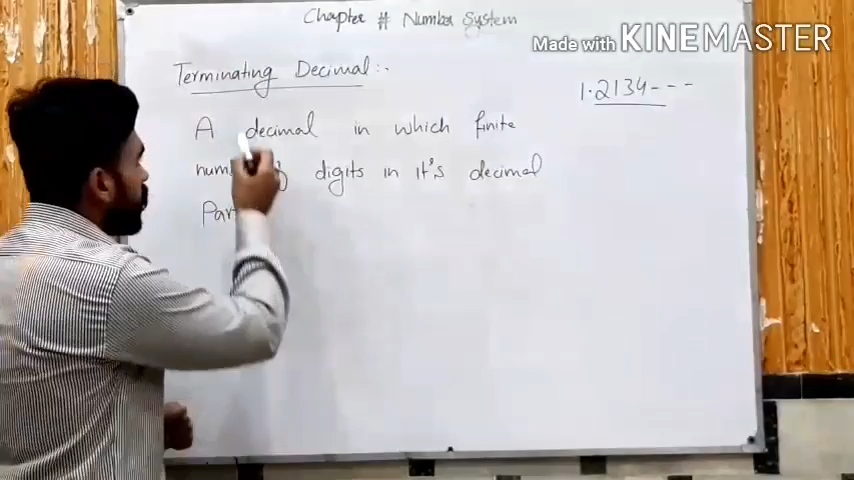 Chapter # Number System
Made with KINEMASTER
Terminating Decimal :-
1.2134---
A decimal in which finite
digits in it's decimal